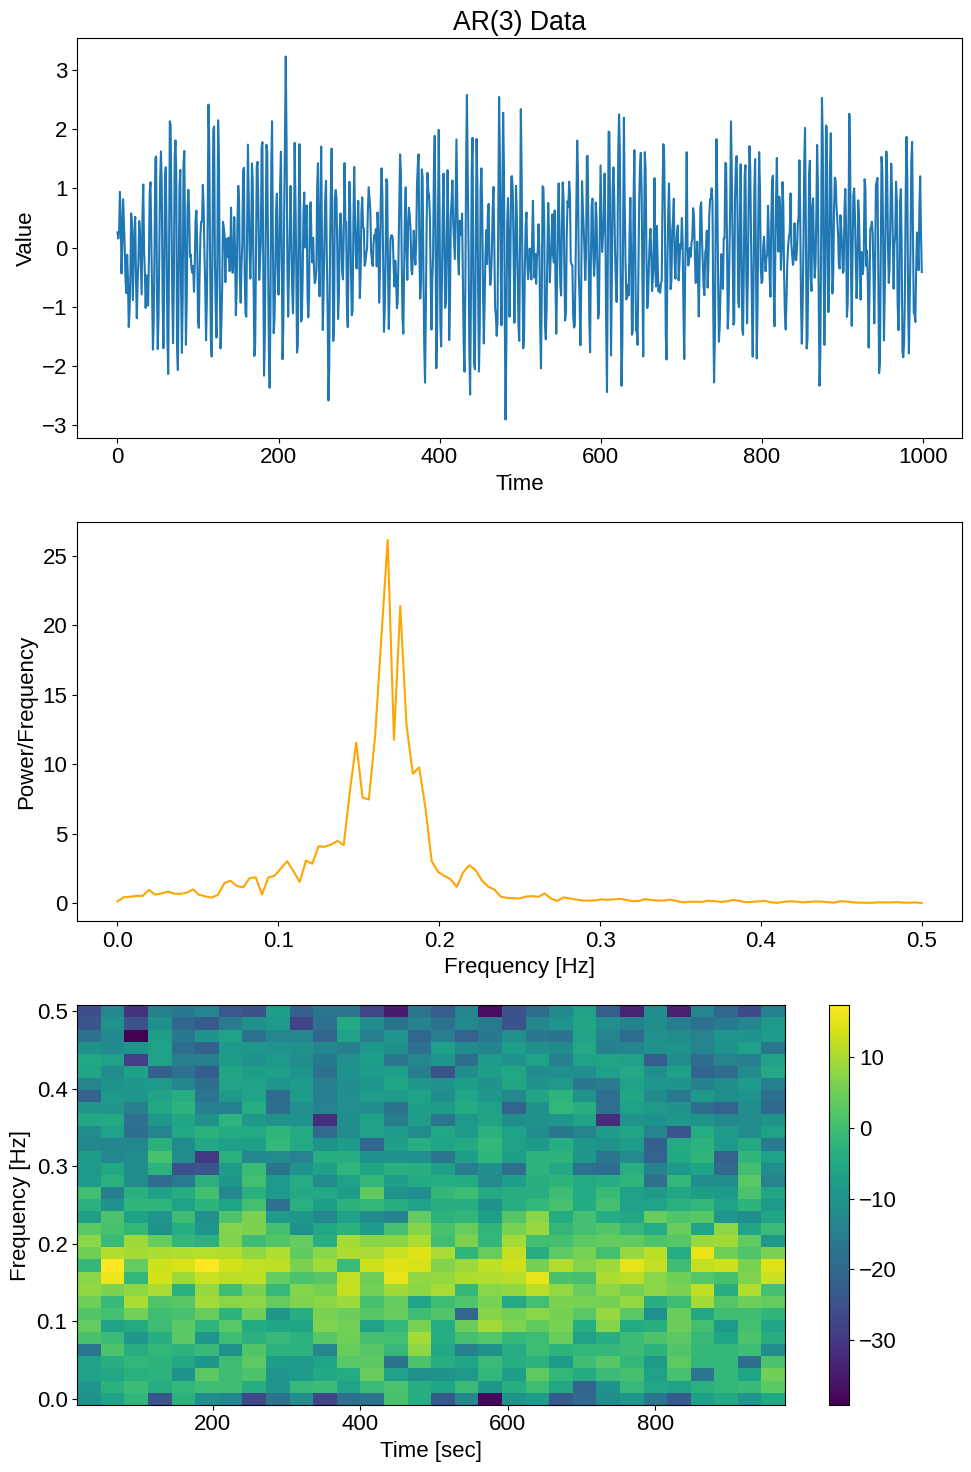 AR(3) Data
3
2
1
0
−1
−2
−3
Value
0 200 400 600 800 1000
Time
25
20
15
10
5
0
Power/Frequency
0.0 0.1 0.2 0.3 0.4 0.5
Frequency [Hz]
0.5
0.4
0.3
0.2
0.1
0.0
Frequency [Hz]
200 400 600 800
Time [sec]
10
0
−10
−20
−30